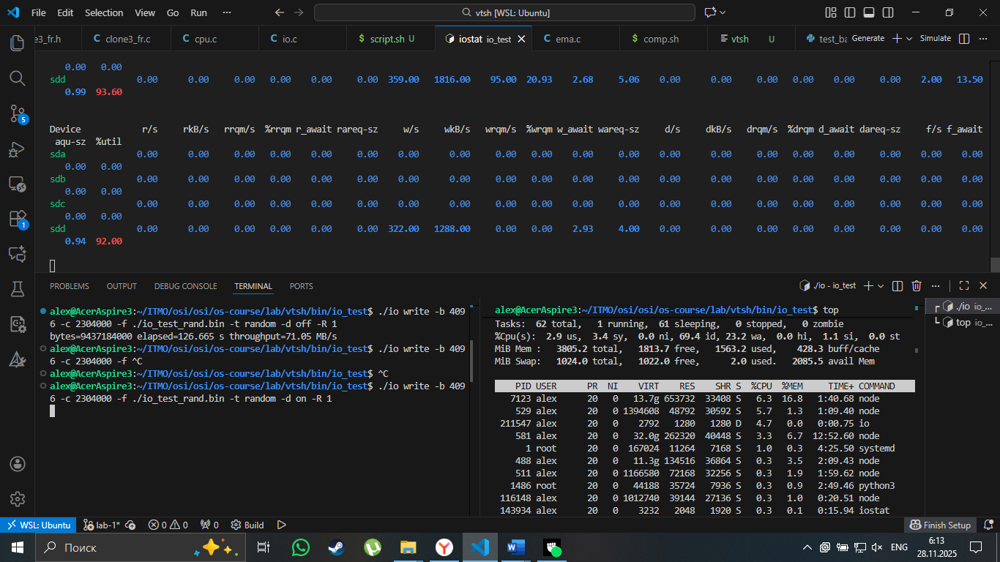 File Edit Selection View Go Run ··· vtsh [WSL: Ubuntu]
e3_fr.h C clone3_fr.c C cpu.c C io.c $ script.sh U iostat io_test C ema.c $ comp.sh vtsh U test_ba Generate Simulate ···
0.00 0.00
sdd 0.00 0.00 0.00 0.00 0.00 0.00 359.00 1816.00 95.00 20.93 2.68 5.06 0.00 0.00 0.00 0.00 0.00 0.00 2.00 13.50
0.99 93.60
Device r/s rkB/s rrqm/s %rrqm r_await rareq-sz w/s wkB/s wrqm/s %wrqm w_await wareq-sz d/s dkB/s drqm/s %drqm d_await dareq-sz f/s f_await
aqu-sz %util
sda 0.00 0.00 0.00 0.00 0.00 0.00 0.00 0.00 0.00 0.00 0.00 0.00 0.00 0.00 0.00 0.00 0.00 0.00 0.00 0.00
0.00 0.00
sdb 0.00 0.00 0.00 0.00 0.00 0.00 0.00 0.00 0.00 0.00 0.00 0.00 0.00 0.00 0.00 0.00 0.00 0.00 0.00 0.00
0.00 0.00
sdc 0.00 0.00 0.00 0.00 0.00 0.00 0.00 0.00 0.00 0.00 0.00 0.00 0.00 0.00 0.00 0.00 0.00 0.00 0.00 0.00
0.00 0.00
sdd 0.00 0.00 0.00 0.00 0.00 0.00 322.00 1288.00 0.00 0.00 2.93 4.00 0.00 0.00 0.00 0.00 0.00 0.00 0.00 0.00
0.94 92.00
PROBLEMS OUTPUT DEBUG CONSOLE TERMINAL PORTS ./io - io_test ···
alex@AcerAspire3:~/ITMO/osi/osi/os-course/lab/vtsh/bin/io_test$ ./io write -b 409
6 -c 2304000 -f ./io_test_rand.bin -t random -d off -R 1
bytes=9437184000 elapsed=126.665 s throughput=71.05 MB/s
alex@AcerAspire3:~/ITMO/osi/osi/os-course/lab/vtsh/bin/io_test$ ./io write -b 409
6 -c 2304000 -f ^C
alex@AcerAspire3:~/ITMO/osi/osi/os-course/lab/vtsh/bin/io_test$ ^C
alex@AcerAspire3:~/ITMO/osi/osi/os-course/lab/vtsh/bin/io_test$ ./io write -b 409
6 -c 2304000 -f ./io_test_rand.bin -t random -d on -R 1
alex@AcerAspire3:~/ITMO/osi/osi/os-course/lab/vtsh/bin/io_test$ top
Tasks: 62 total, 1 running, 61 sleeping, 0 stopped, 0 zombie
%Cpu(s): 2.9 us, 3.4 sy, 0.0 ni, 69.4 id, 23.2 wa, 0.0 hi, 1.1 si, 0.0 st
MiB Mem : 3805.2 total, 1813.7 free, 1563.2 used, 428.3 buff/cache
MiB Swap: 1024.0 total, 1022.0 free, 2.0 used. 2085.5 avail Mem
PID USER PR NI VIRT RES SHR S %CPU %MEM TIME+ COMMAND
7123 alex 20 0 13.7g 653732 33408 S 6.3 16.8 1:40.68 node
529 alex 20 0 1394608 48792 30592 S 5.7 1.3 1:09.40 node
211547 alex 20 0 2792 1280 1280 D 4.7 0.0 0:00.75 io
581 alex 20 0 32.0g 262320 40448 S 3.3 6.7 12:52.60 node
1 root 20 0 167024 11264 7168 S 1.0 0.3 4:25.50 systemd
488 alex 20 0 11.3g 134516 36864 S 0.3 3.5 2:09.43 node
511 alex 20 0 1166580 72168 32256 S 0.3 1.9 1:59.62 node
1486 root 20 0 44188 35724 7936 S 0.3 0.9 2:49.46 python3
116148 alex 20 0 1012740 39144 27136 S 0.3 1.0 0:20.51 node
143934 alex 20 0 3232 2048 1920 S 0.3 0.1 0:15.94 iostat
./io io_...
top io_...
5
1
WSL: Ubuntu lab-1* 0 0 0 Build Finish Setup
Поиск ENG 6:13
28.11.2025